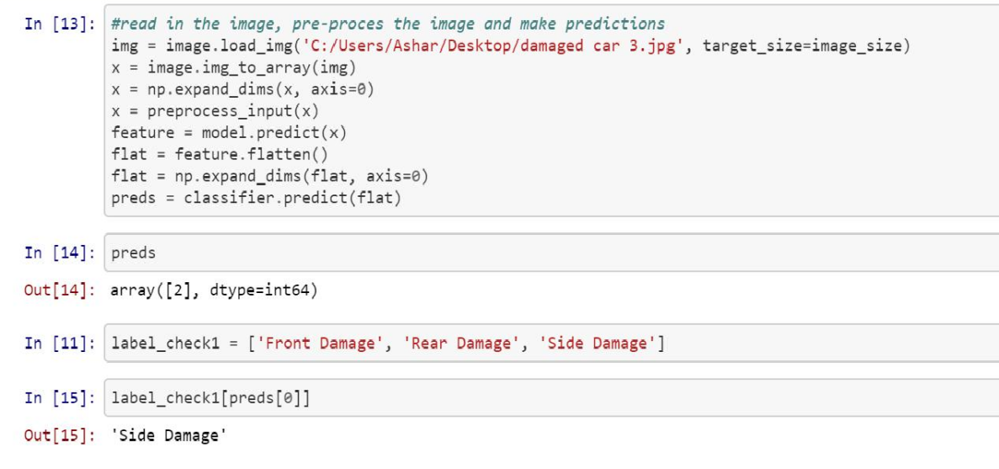 In [13]: #read in the image, pre-proces the image and make predictions
img = image.load_img('C:/Users/Ashar/Desktop/damaged car 3.jpg', target_size=image_size)
x = image.img_to_array(img)
x = np.expand_dims(x, axis=0)
x = preprocess_input(x)
feature = model.predict(x)
flat = feature.flatten()
flat = np.expand_dims(flat, axis=0)
preds = classifier.predict(flat)
In [14]: preds
Out[14]: array([2], dtype=int64)
In [11]: label_check1 = ['Front Damage', 'Rear Damage', 'Side Damage']
In [15]: label_check1[preds[0]]
Out[15]: 'Side Damage'